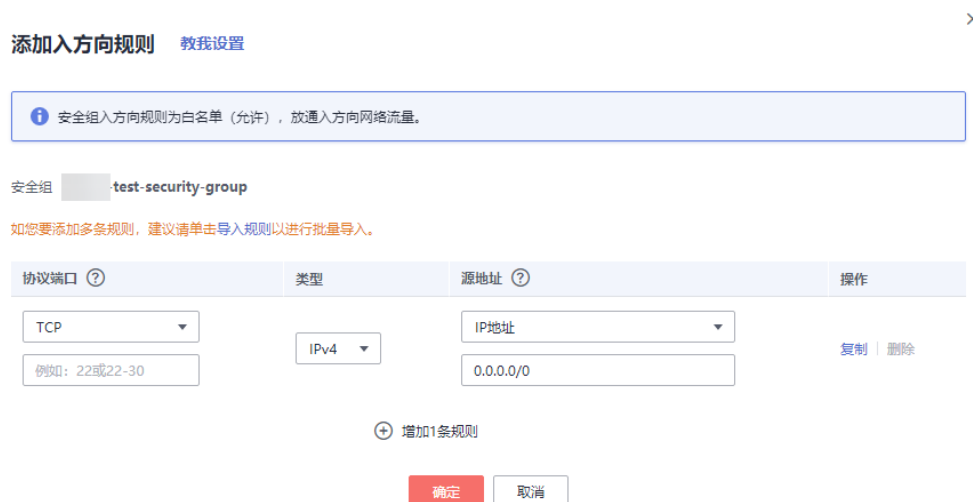 添加入方向规则 教我设置
安全组入方向规则为白名单（允许），放通入方向网络流量。
安全组 -test-security-group
如您要添加多条规则，建议请单击导入规则以进行批量导入。
协议端口 类型 源地址 操作
TCP IPv4 IP地址 复制 删除
例如：22或22-30 0.0.0.0/0
增加1条规则
确定 取消